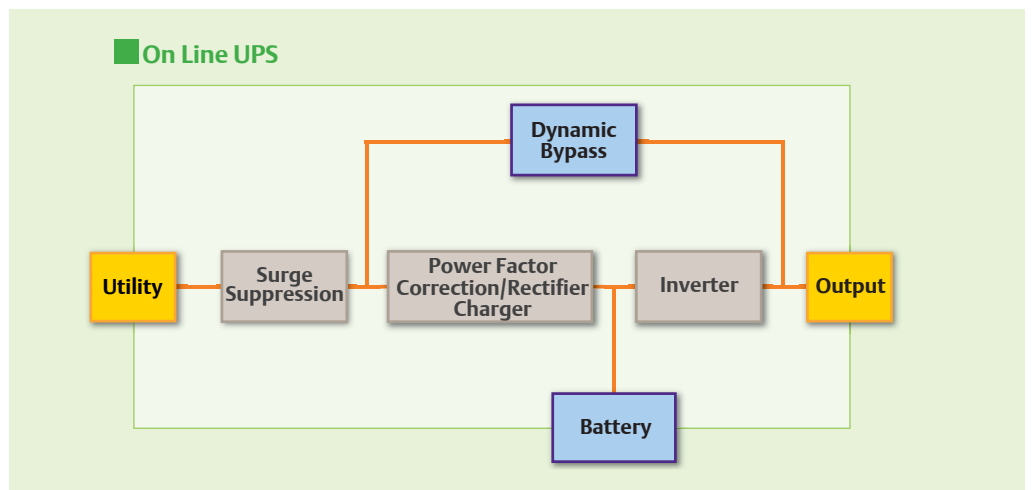 On Line UPS
Dynamic
Bypass
Utility
Surge
Suppression
Power Factor
Correction/Rectifier
Charger
Inverter
Output
Battery